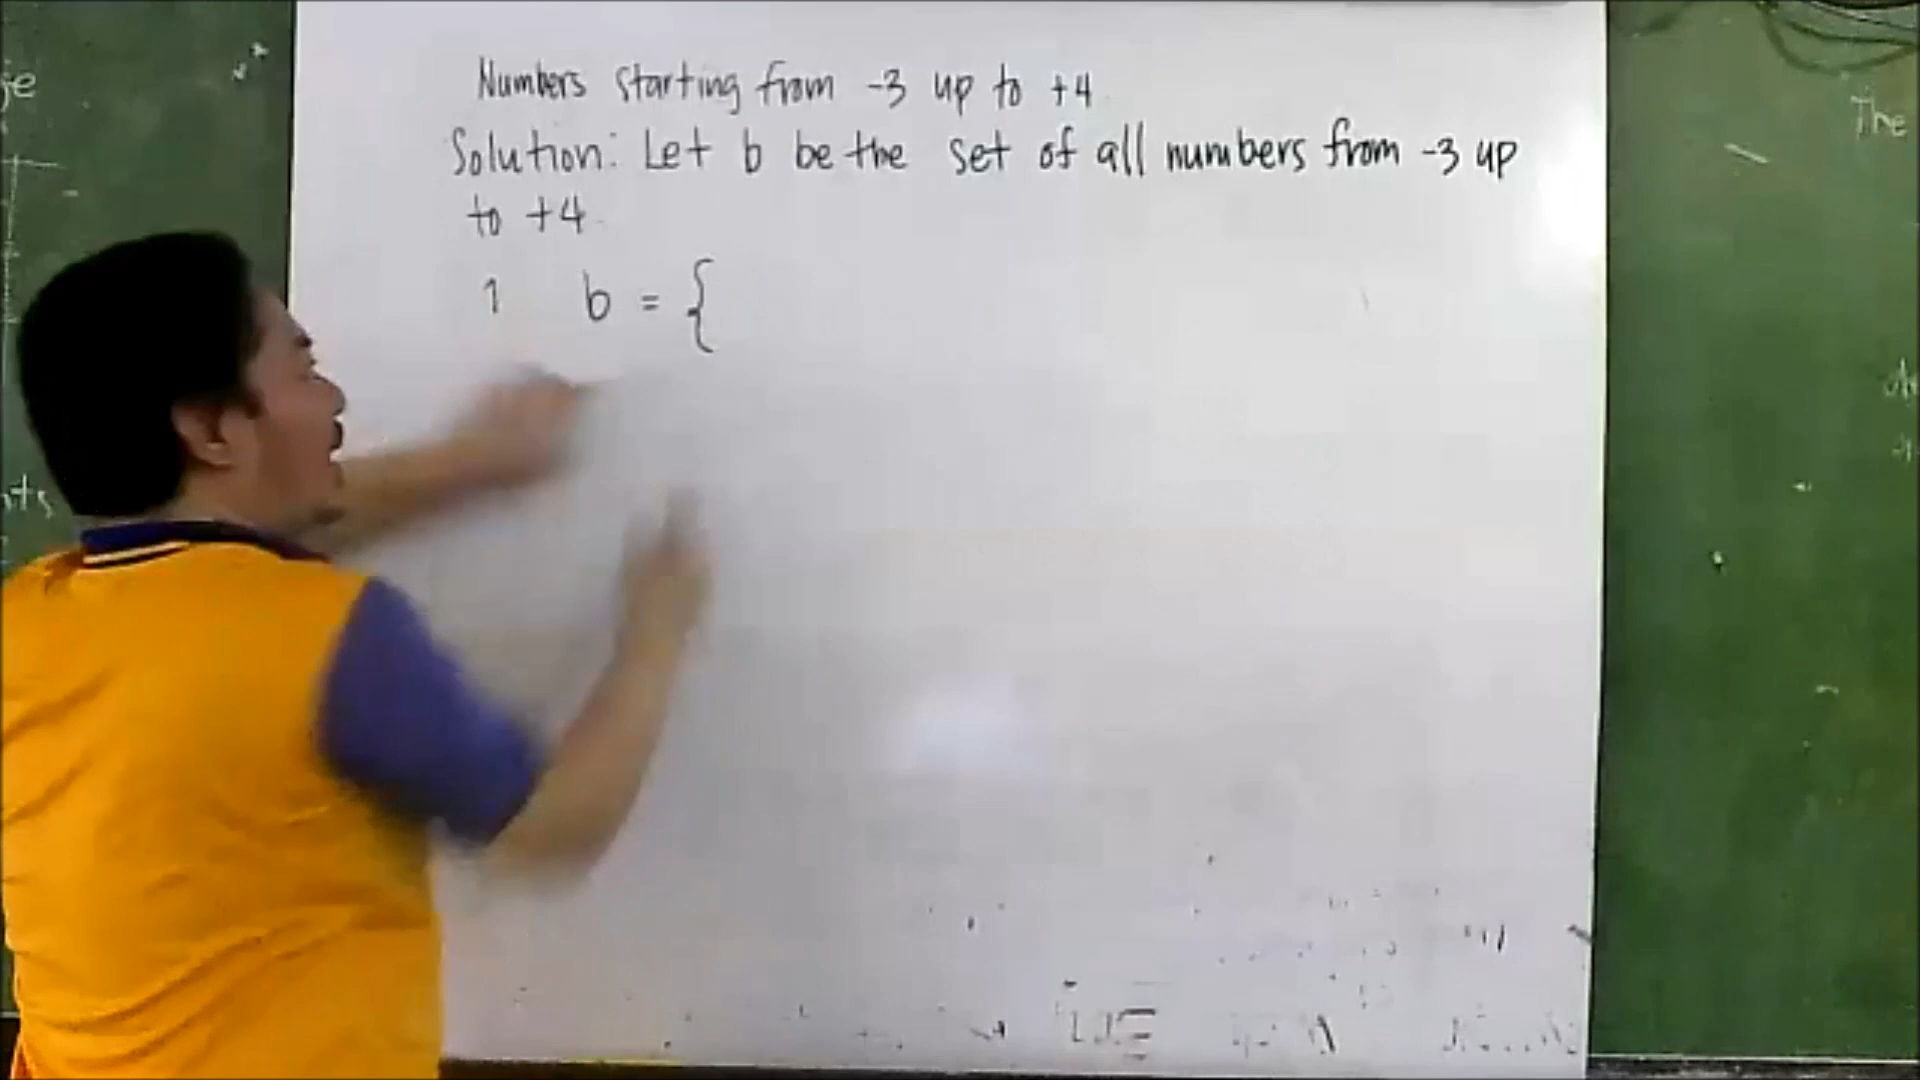 Numbers starting from -3 up to +4
Solution: Let b be the set of all numbers from -3 up
to +4.
1 b = {
The